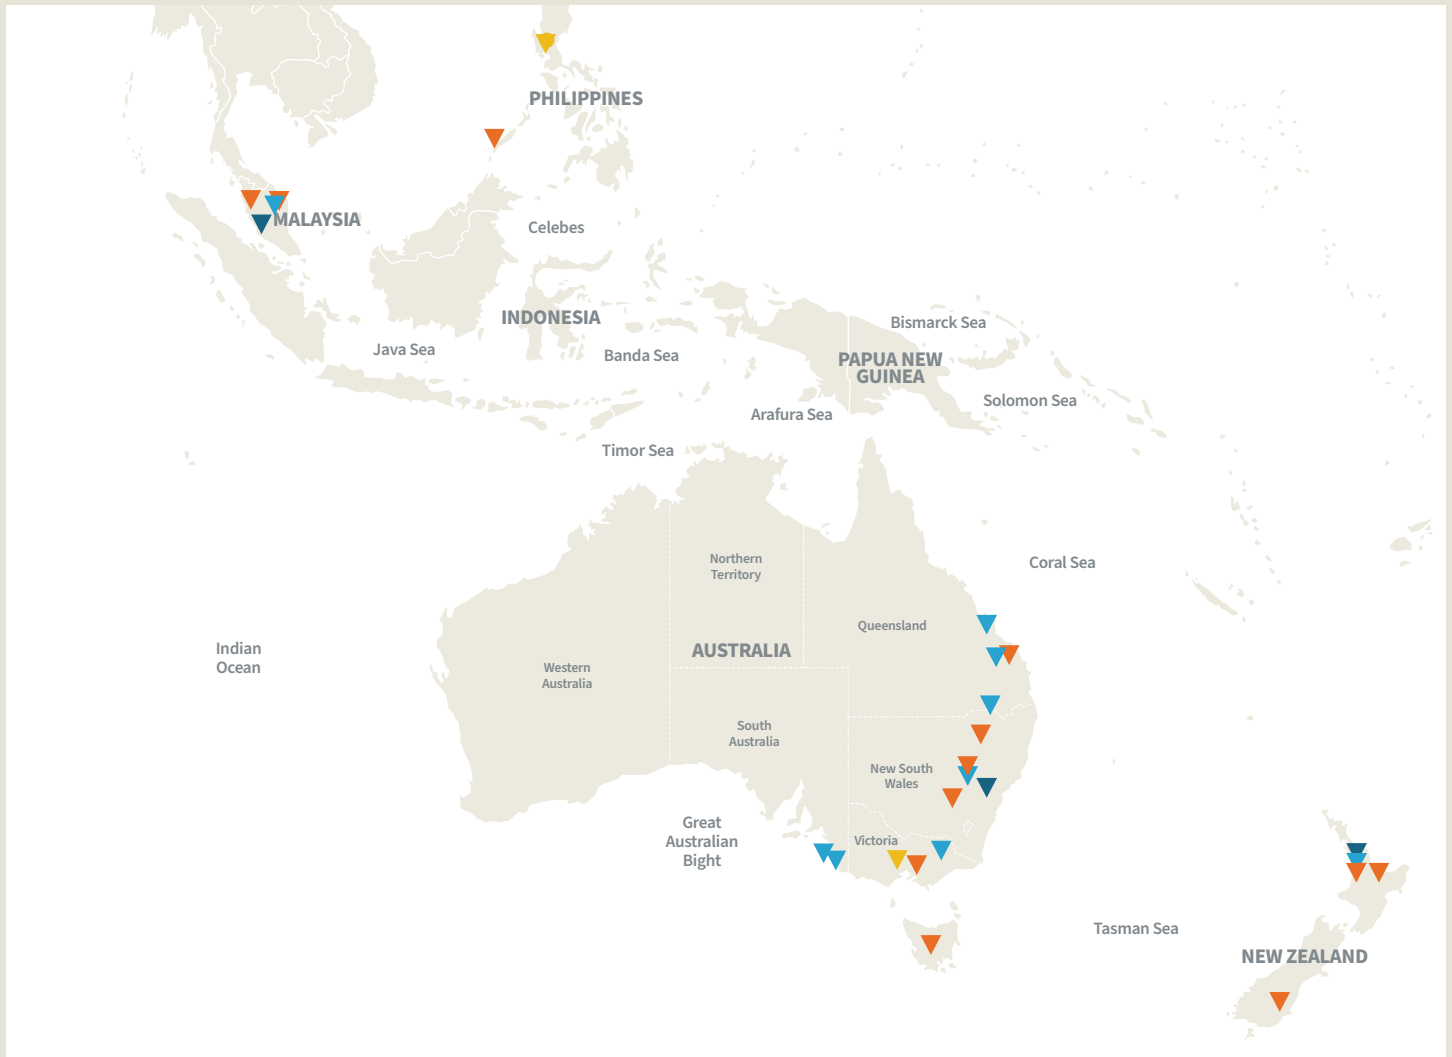 PHILIPPINES
MALAYSIA
Celebes
INDONESIA
Bismarck Sea
Java Sea
Banda Sea
PAPUA NEW
GUINEA
Solomon Sea
Arafura Sea
Timor Sea
Northern
Territory
Coral Sea
Queensland
Indian
Ocean
AUSTRALIA
Western
Australia
South
Australia
New South
Wales
Great
Australian
Bight
Victoria
Tasman Sea
NEW ZEALAND